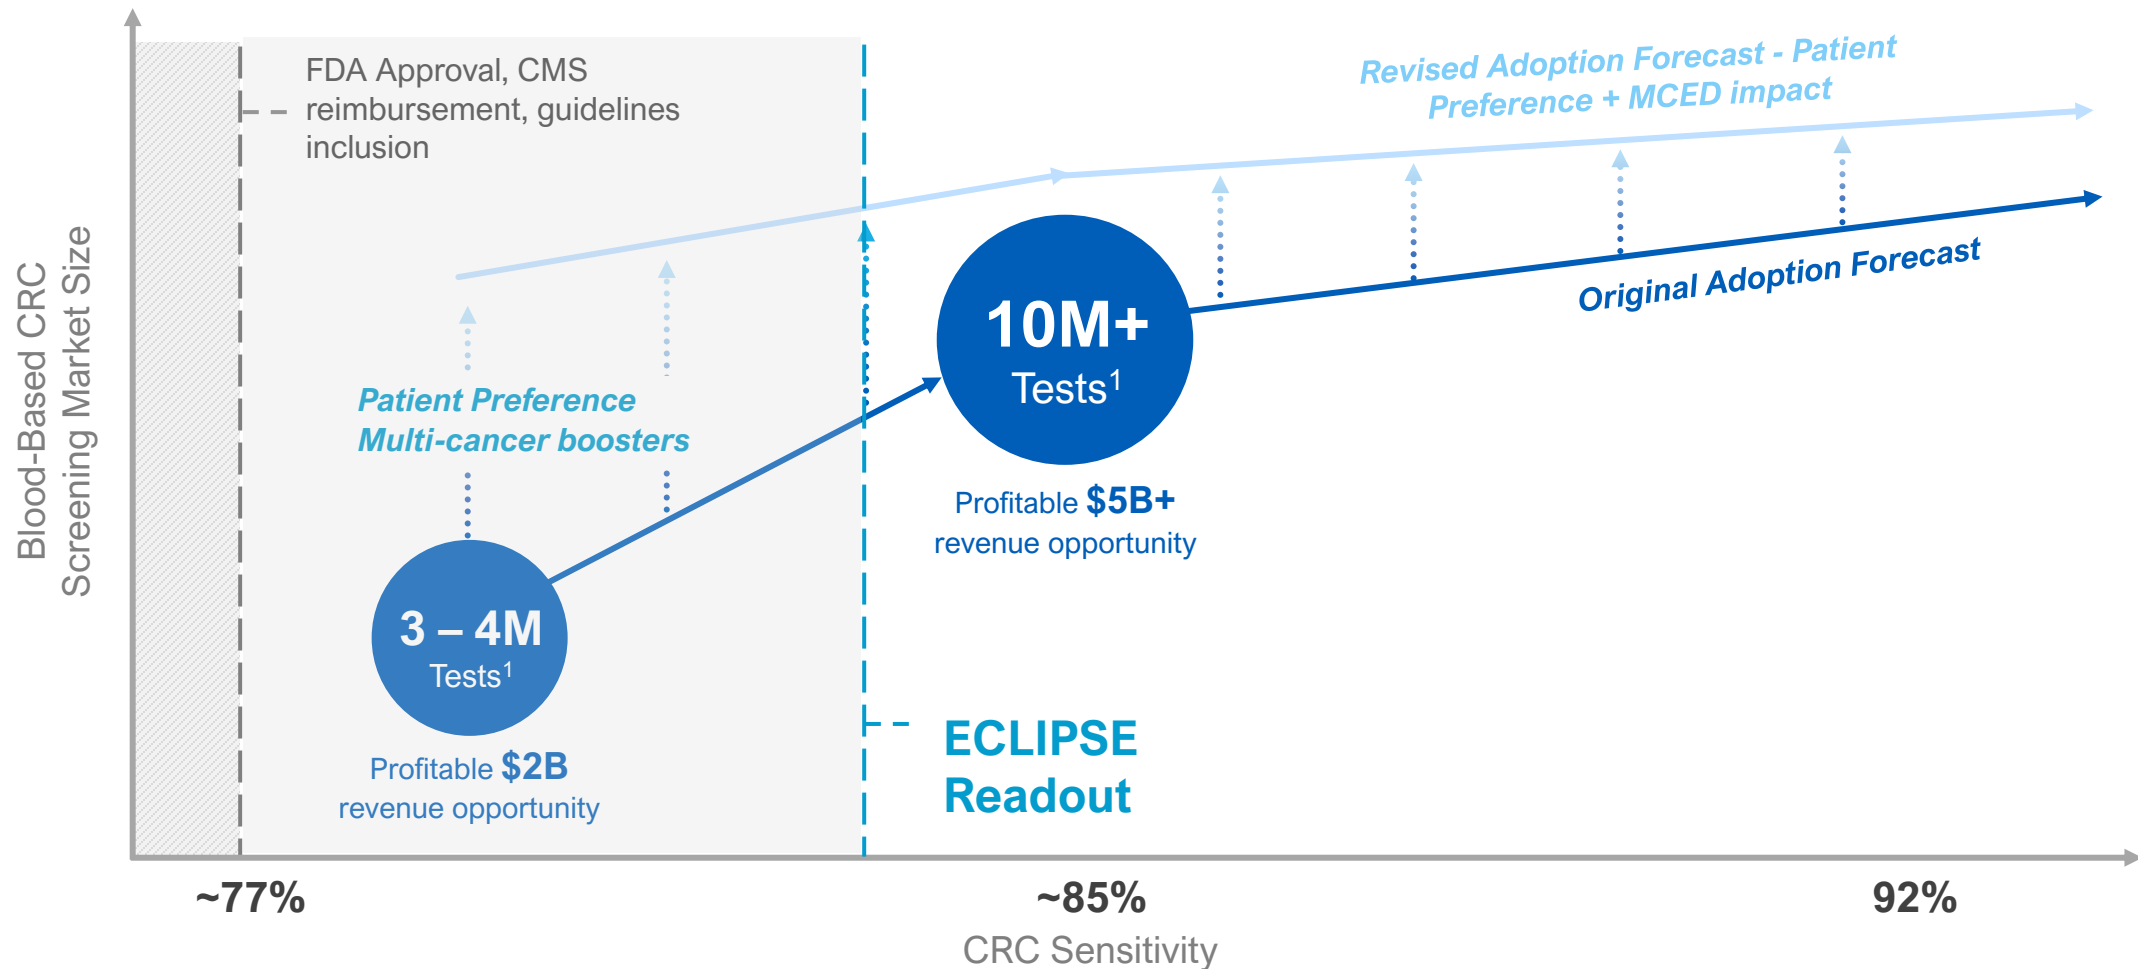 FDA Approval, CMS
reimbursement, guidelines
inclusion
Revised Adoption Forecast - Patient
Preference + MCED impact
Original Adoption Forecast
Blood-Based CRC
Screening Market Size
Patient Preference
Multi-cancer boosters
10M+
Tests¹
Profitable $5B+
revenue opportunity
3 – 4M
Tests¹
Profitable $2B
revenue opportunity
ECLIPSE
Readout
~77%
~85%
92%
CRC Sensitivity